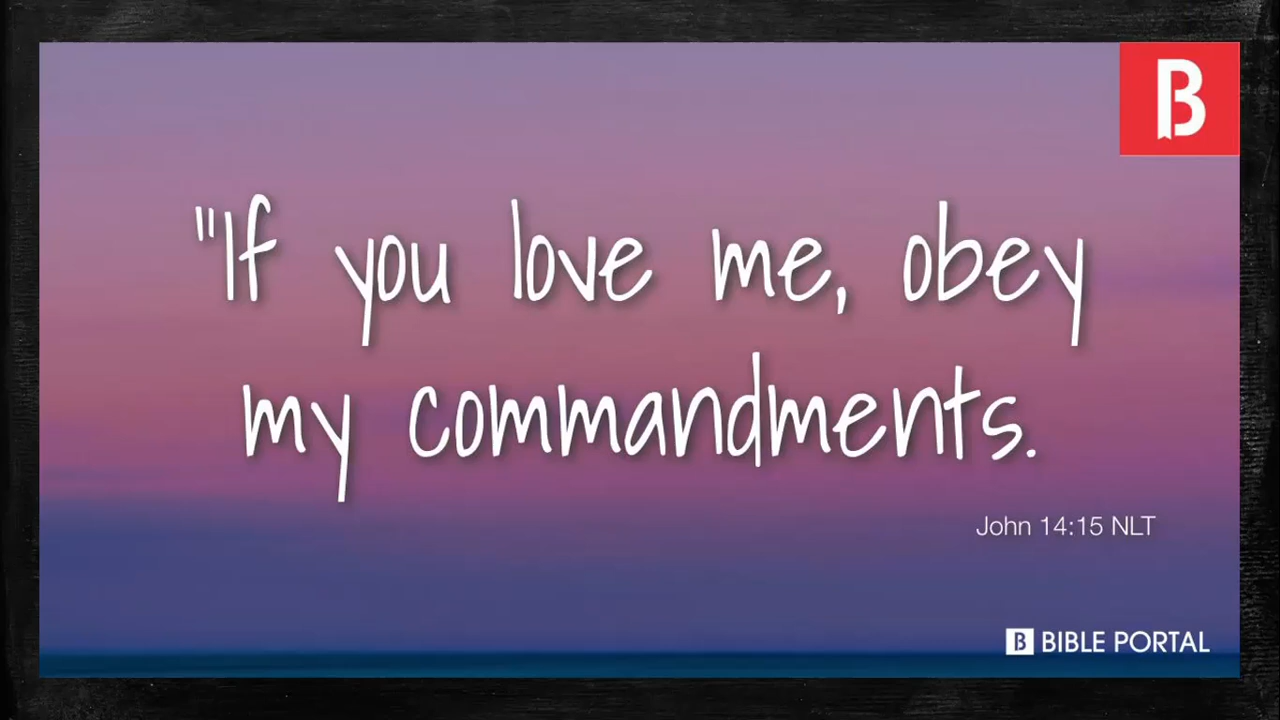 B
"If you love me, obey
my commandments.
John 14:15 NLT
B BIBLE PORTAL